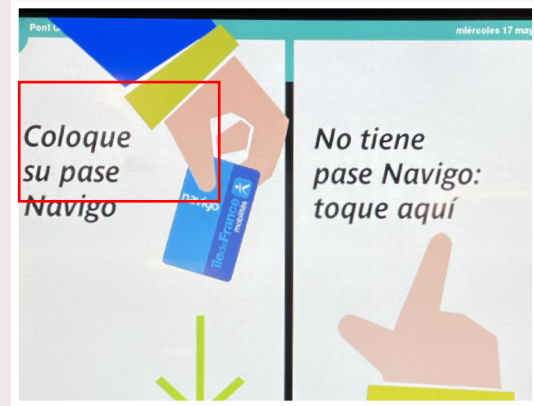 Pont
miércoles 17 may
Coloque
su pase
Navigo
navigo
îledeFrance
mobilités
No tiene
pase Navigo:
toque aquí